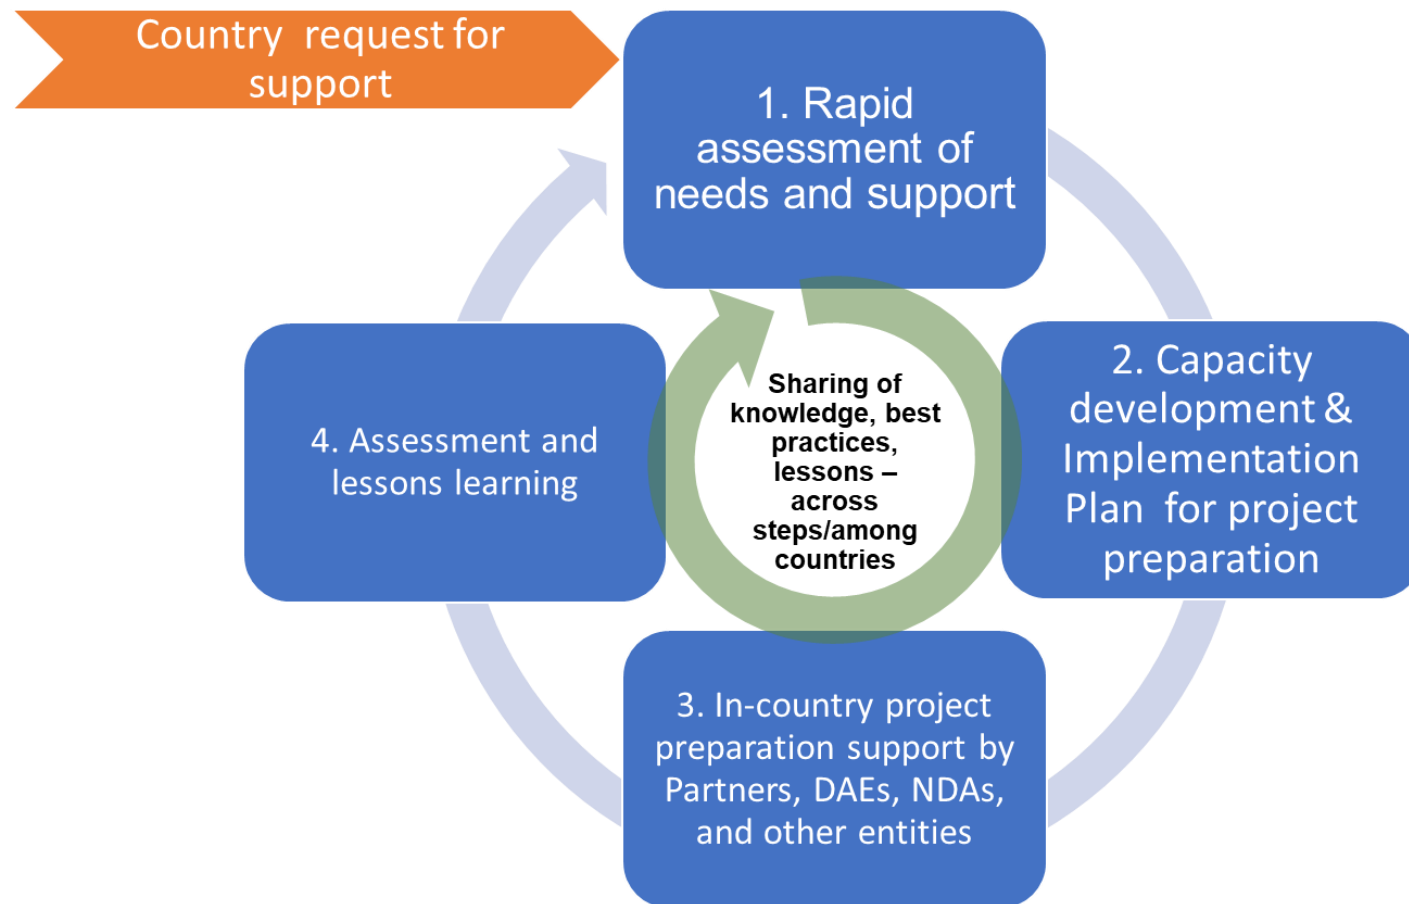 Country request for
support
1. Rapid
assessment of
needs and support
2. Capacity
development &
Implementation
Plan for project
preparation
3. In-country project
preparation support by
Partners, DAEs, NDAs,
and other entities
4. Assessment and
lessons learning
Sharing of
knowledge, best
practices,
lessons –
across
steps/among
countries